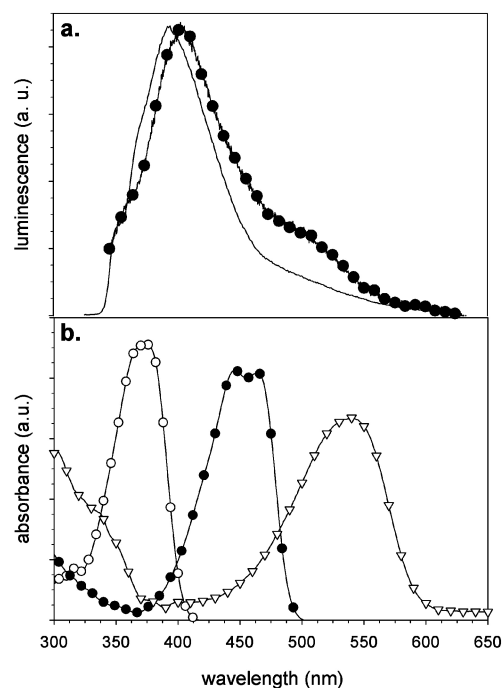 a.
luminescence (a. u.)
b.
absorbance (a.u.)
300 350 400 450 500 550 600 650
wavelength (nm)